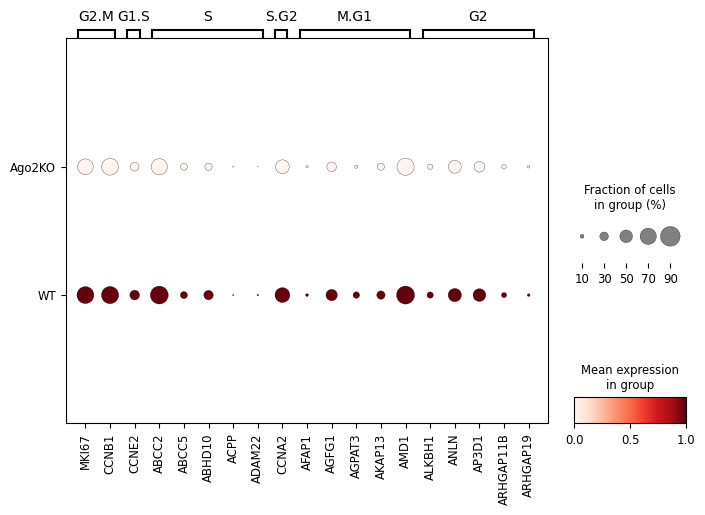 G2.M G1.S S S.G2 M.G1 G2
Ago2KO
WT
MKI67 CCNB1 CCNE2 ABCC2 ABCC5 ABHD10 ACPP ADAM22 CCNA2 AFAP1 AGFG1 AGPAT3 AKAP13 AMD1 ALKBH1 ANLN AP3D1 ARHGAP11B ARHGAP19
Fraction of cells
in group (%)
10 30 50 70 90
Mean expression
in group
0.0 0.5 1.0